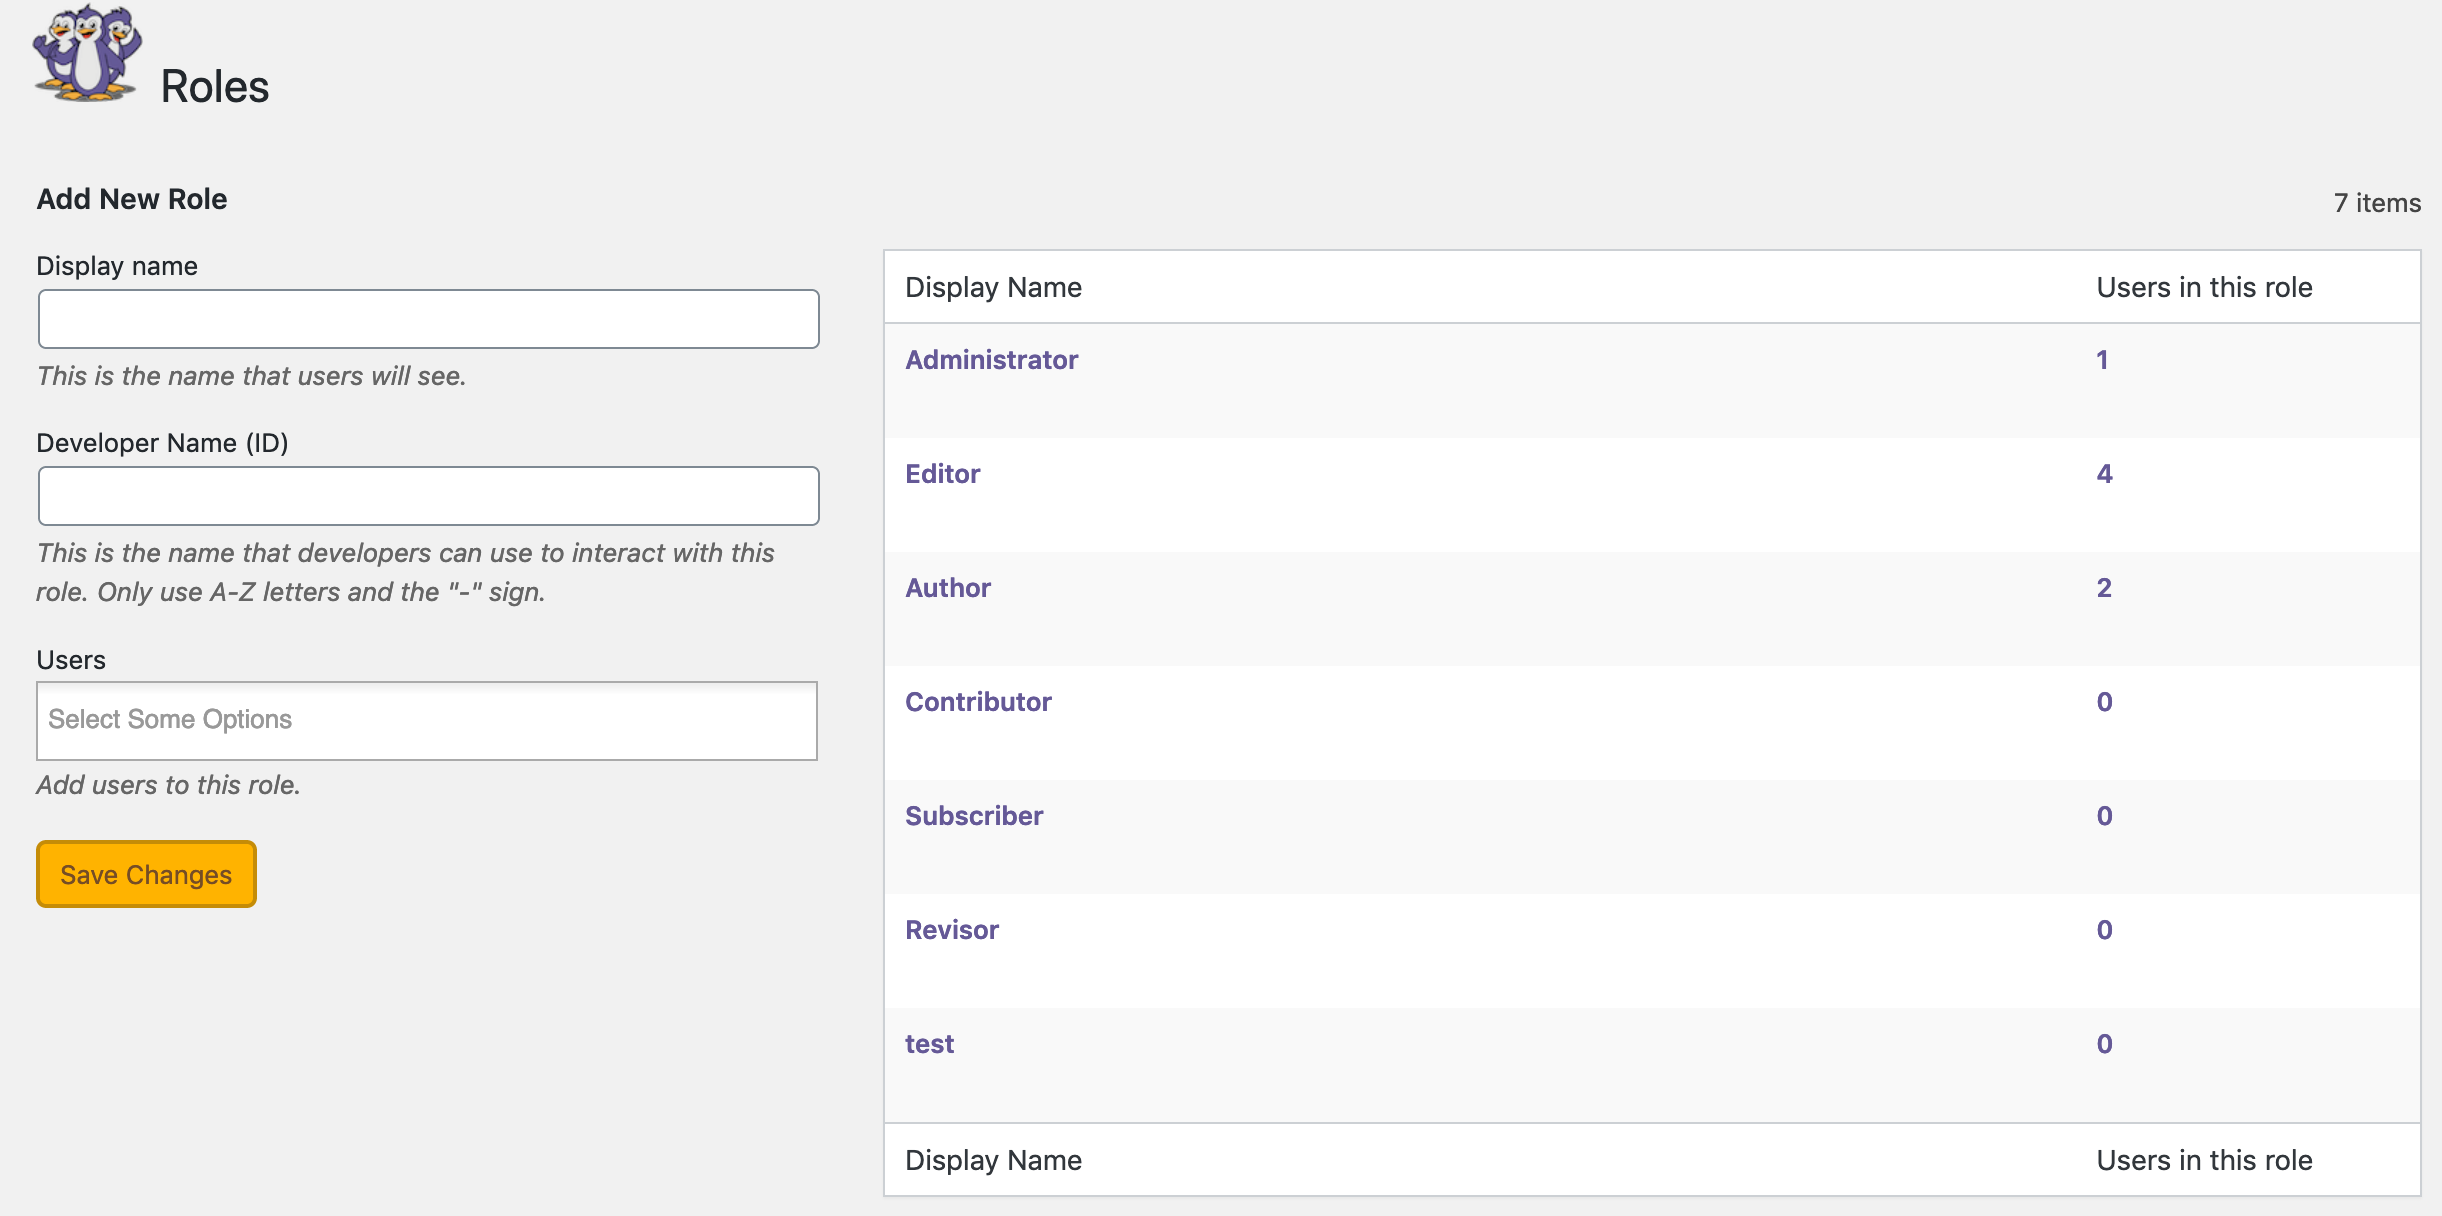 Roles
Add New Role
7 items
Display name
This is the name that users will see.
Developer Name (ID)
This is the name that developers can use to interact with this
role. Only use A-Z letters and the "-" sign.
Users
Select Some Options
Add users to this role.
Save Changes
Display Name Users in this role
Administrator 1
Editor 4
Author 2
Contributor 0
Subscriber 0
Revisor 0
test 0
Display Name Users in this role